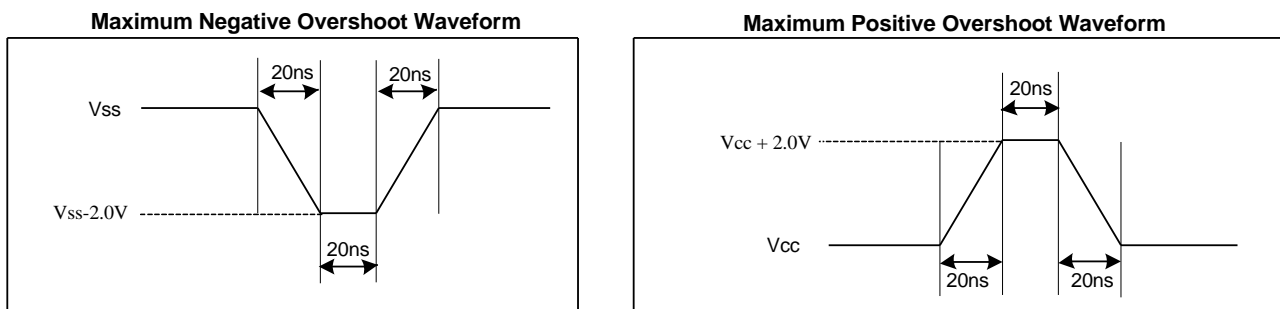 Maximum Negative Overshoot Waveform
20ns
20ns
Vss
Vss-2.0V
20ns
Maximum Positive Overshoot Waveform
20ns
Vcc + 2.0V
Vcc
20ns
20ns